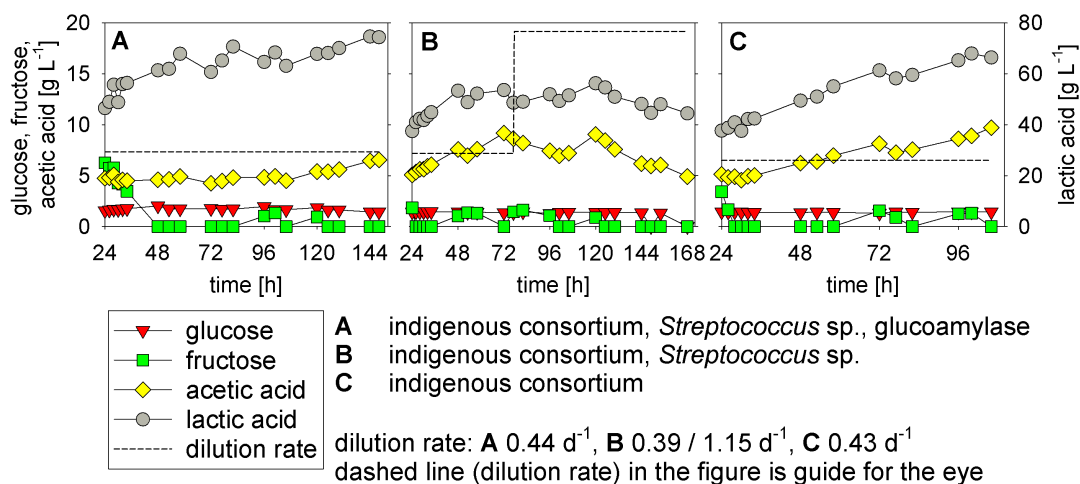 glucose, fructose,
acetic acid [g L⁻¹]
20
15
10
5
0
A
B
C
80
60
40
20
0
lactic acid [g L⁻¹]
24 48 72 96 120 144
24 48 72 96 120 144 168
24 48 72 96
time [h]
time [h]
time [h]
glucose
fructose
acetic acid
lactic acid
dilution rate
A indigenous consortium, Streptococcus sp., glucoamylase
B indigenous consortium, Streptococcus sp.
C indigenous consortium
dilution rate: A 0.44 d⁻¹, B 0.39 / 1.15 d⁻¹, C 0.43 d⁻¹
dashed line (dilution rate) in the figure is guide for the eye